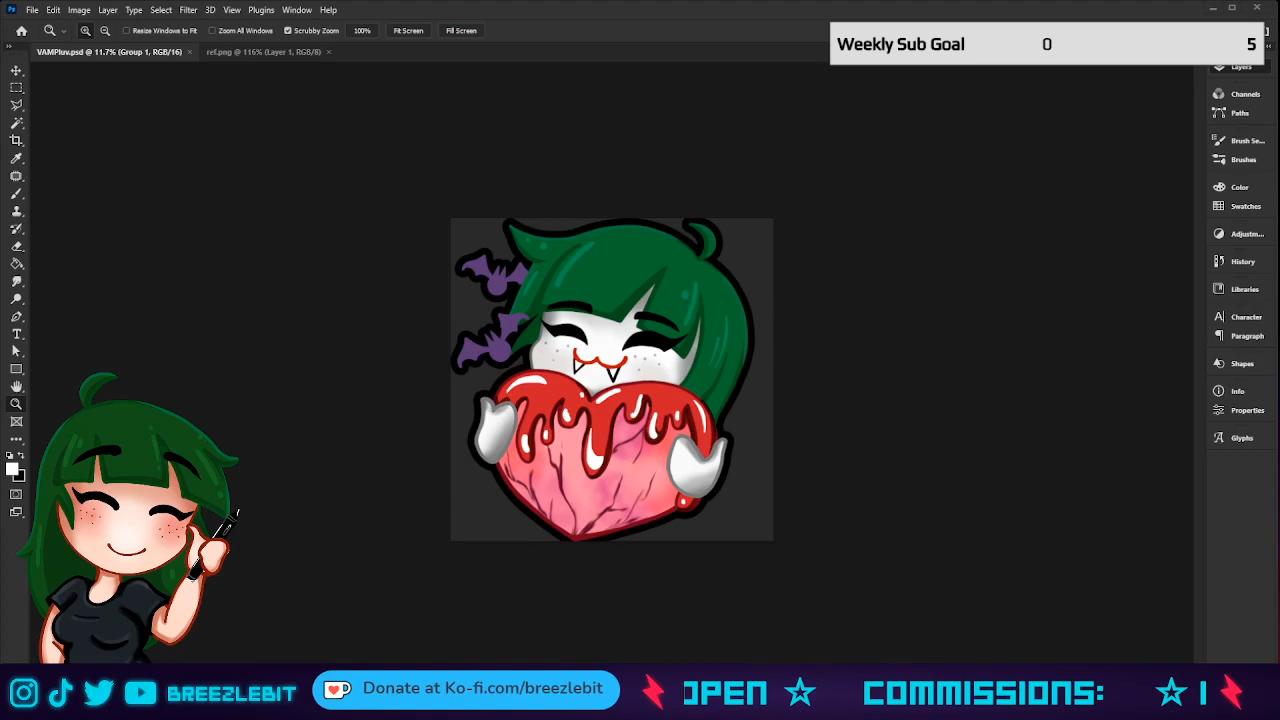 Ps File Edit Image Layer Type Select Filter 3D View Plugins Window Help
Resize Windows to Fit Zoom All Windows Scrubby Zoom 100% Fit Screen Fill Screen
VAMPluv.psd @ 11.7% (Group 1, RGB/16) × ref.png @ 116% (Layer 1, RGB/8) ×
Weekly Sub Goal 0 5
Layers
Channels
Paths
Brush Se...
Brushes
Color
Swatches
Adjustm...
History
Libraries
Character
Paragraph
Shapes
Info
Properties
Glyphs
BREEZLEBIT Donate at Ko-fi.com/breezlebit OPEN COMMISSIONS: